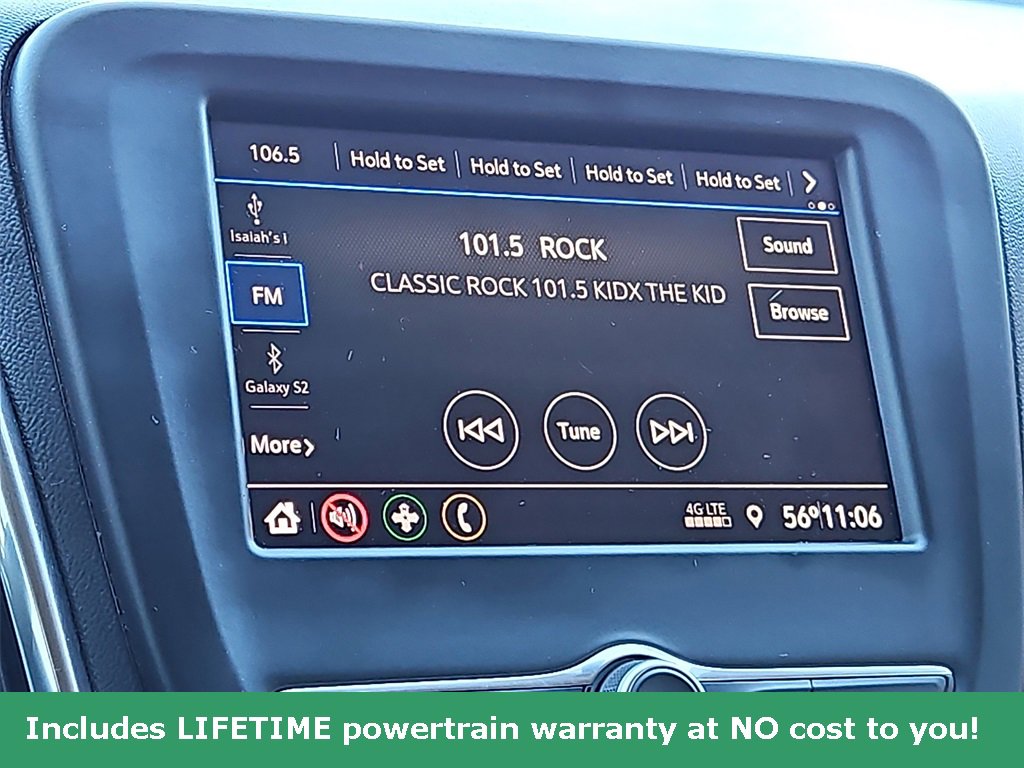 106.5 Hold to Set Hold to Set Hold to Set Hold to Set
Isaiah's I
101.5 ROCK
Sound
CLASSIC ROCK 101.5 KIDX THE KID
FM
Browse
Galaxy S2
More
Tune
4G LTE
56° 11:06
Includes LIFETIME powertrain warranty at NO cost to you!